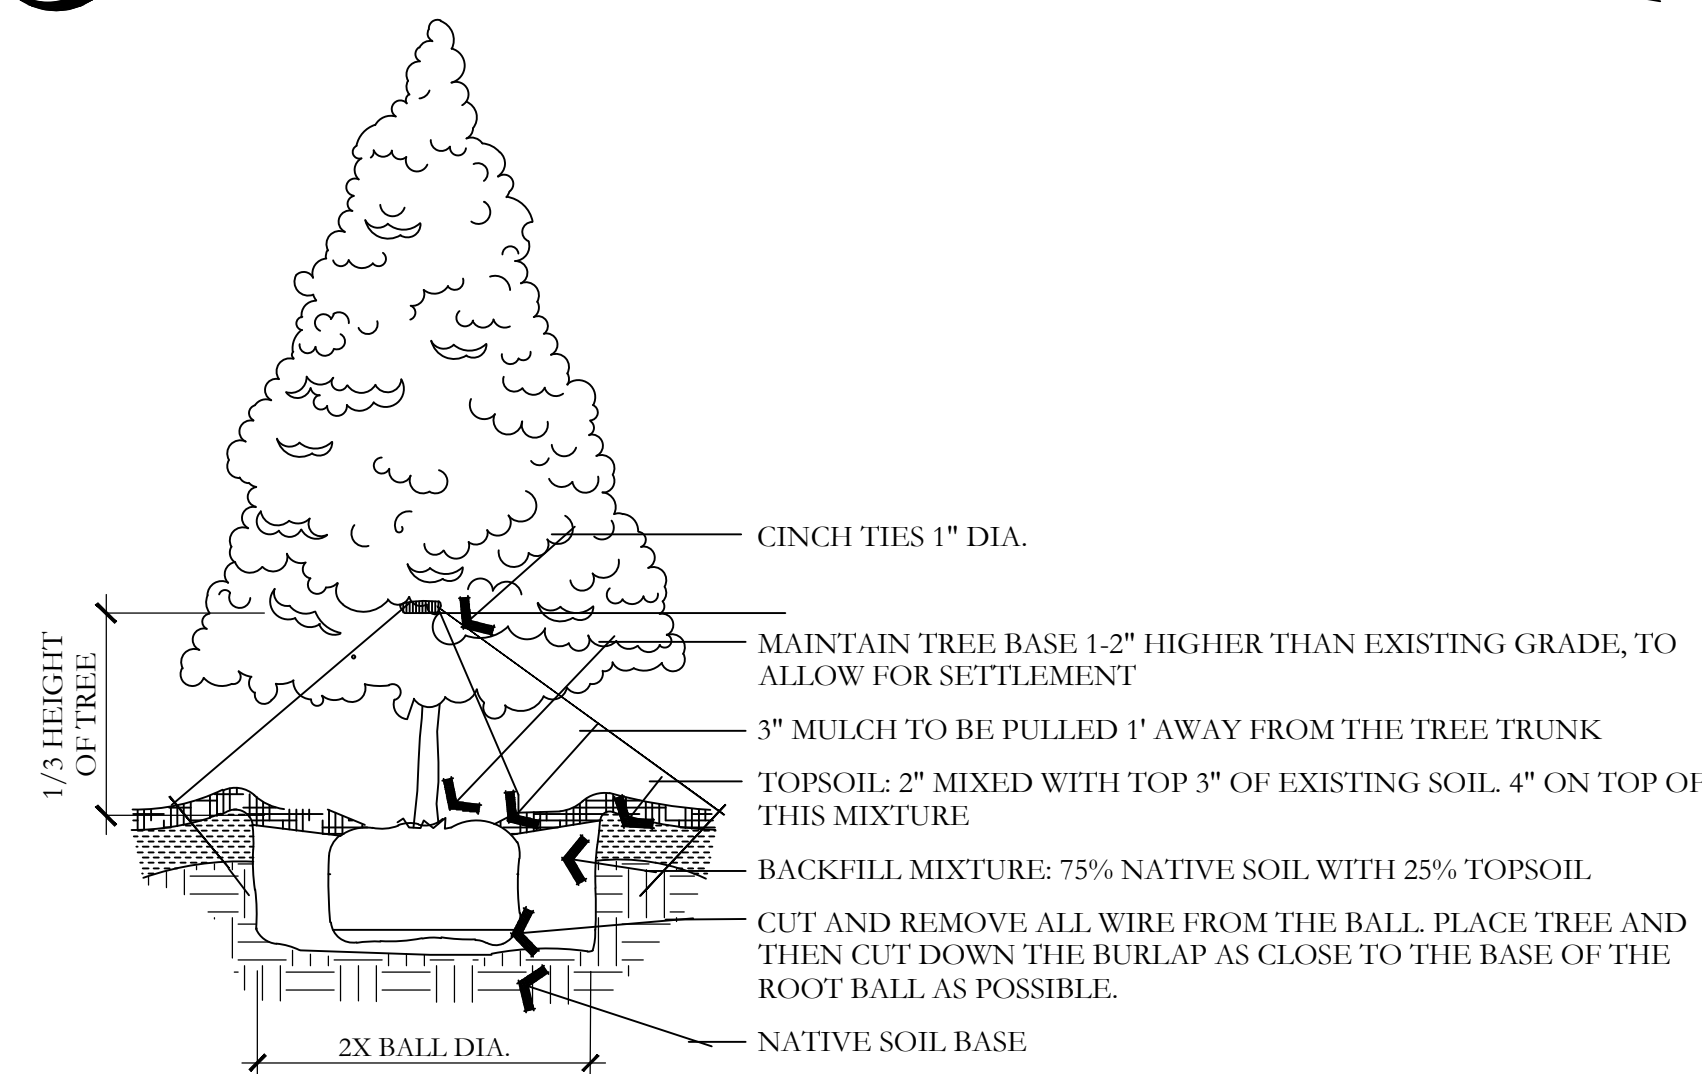 CINCH TIES 1" DIA.
MAINTAIN TREE BASE 1-2" HIGHER THAN EXISTING GRADE, TO
ALLOW FOR SETTLEMENT
3" MULCH TO BE PULLED 1' AWAY FROM THE TREE TRUNK
TOPSOIL: 2" MIXED WITH TOP 3" OF EXISTING SOIL. 4" ON TOP OF
THIS MIXTURE
BACKFILL MIXTURE: 75% NATIVE SOIL WITH 25% TOPSOIL
CUT AND REMOVE ALL WIRE FROM THE BALL. PLACE TREE AND
THEN CUT DOWN THE BURLAP AS CLOSE TO THE BASE OF THE
ROOT BALL AS POSSIBLE.
NATIVE SOIL BASE
1/3 HEIGHT
OF TREE
2X BALL DIA.